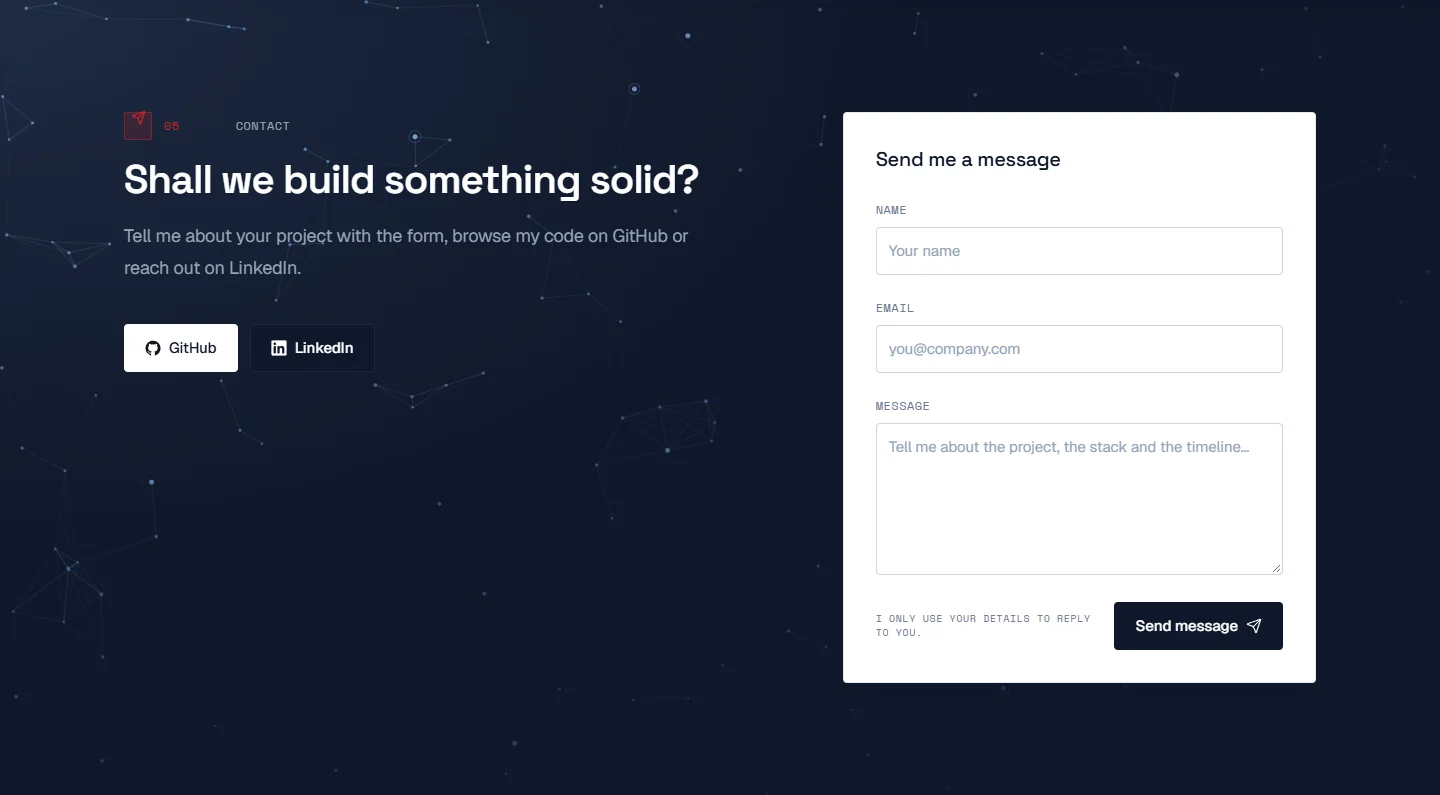 05 CONTACT
Shall we build something solid?
Tell me about your project with the form, browse my code on GitHub or
reach out on LinkedIn.
GitHub
LinkedIn
Send me a message
NAME
Your name
EMAIL
you@company.com
MESSAGE
Tell me about the project, the stack and the timeline…
I ONLY USE YOUR DETAILS TO REPLY
TO YOU.
Send message